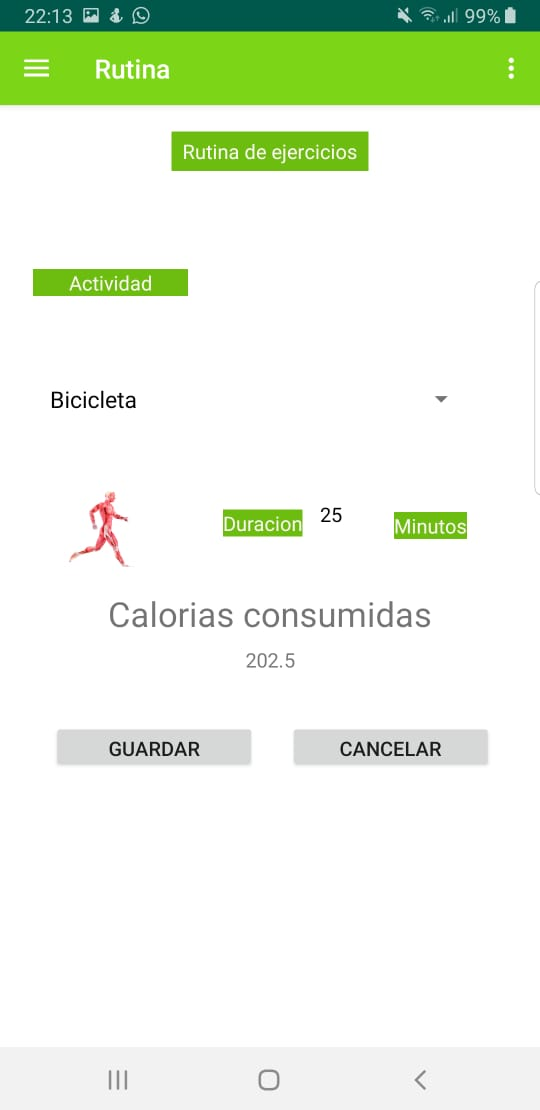 22:13 99%
Rutina
Rutina de ejercicios
Actividad
Bicicleta
Duracion 25 Minutos
Calorias consumidas
202.5
GUARDAR CANCELAR